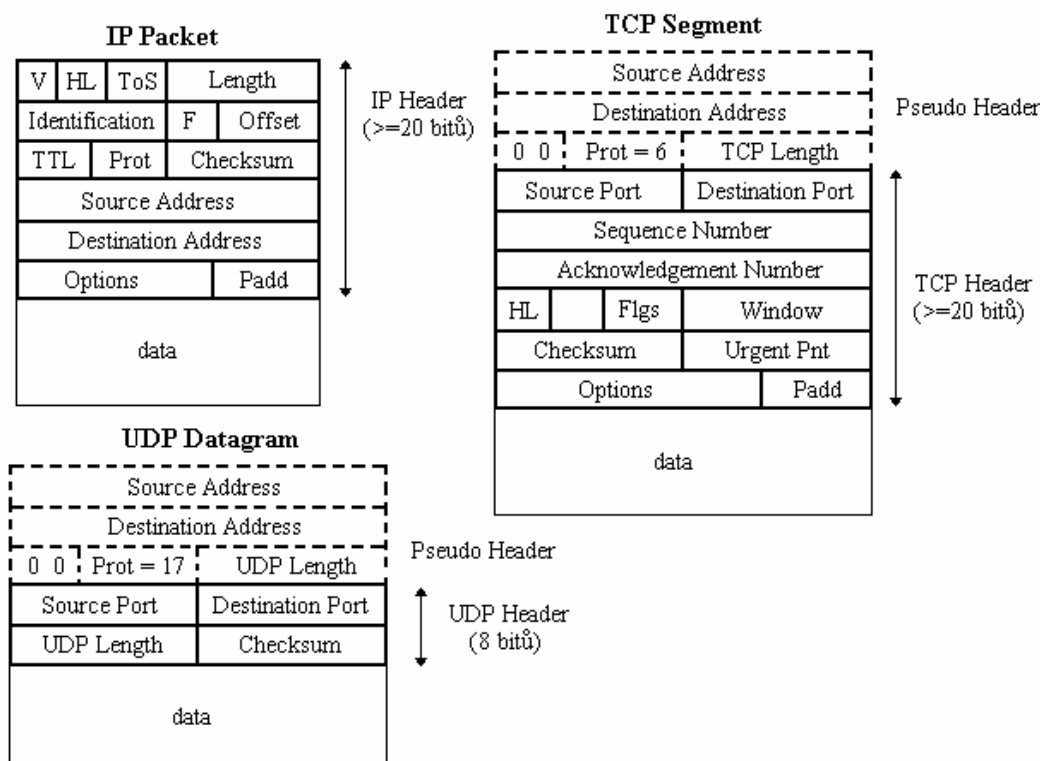 IP Packet
V HL ToS Length
Identification F Offset
TTL Prot Checksum
Source Address
Destination Address
Options Padd
data
IP Header
(>=20 bitů)
TCP Segment
Source Address
Destination Address
0 0 Prot = 6 TCP Length
Source Port Destination Port
Sequence Number
Acknowledgement Number
HL Flgs Window
Checksum Urgent Pnt
Options Padd
data
Pseudo Header
TCP Header
(>=20 bitů)
UDP Datagram
Source Address
Destination Address
0 0 Prot = 17 UDP Length
Source Port Destination Port
UDP Length Checksum
data
Pseudo Header
UDP Header
(8 bitů)